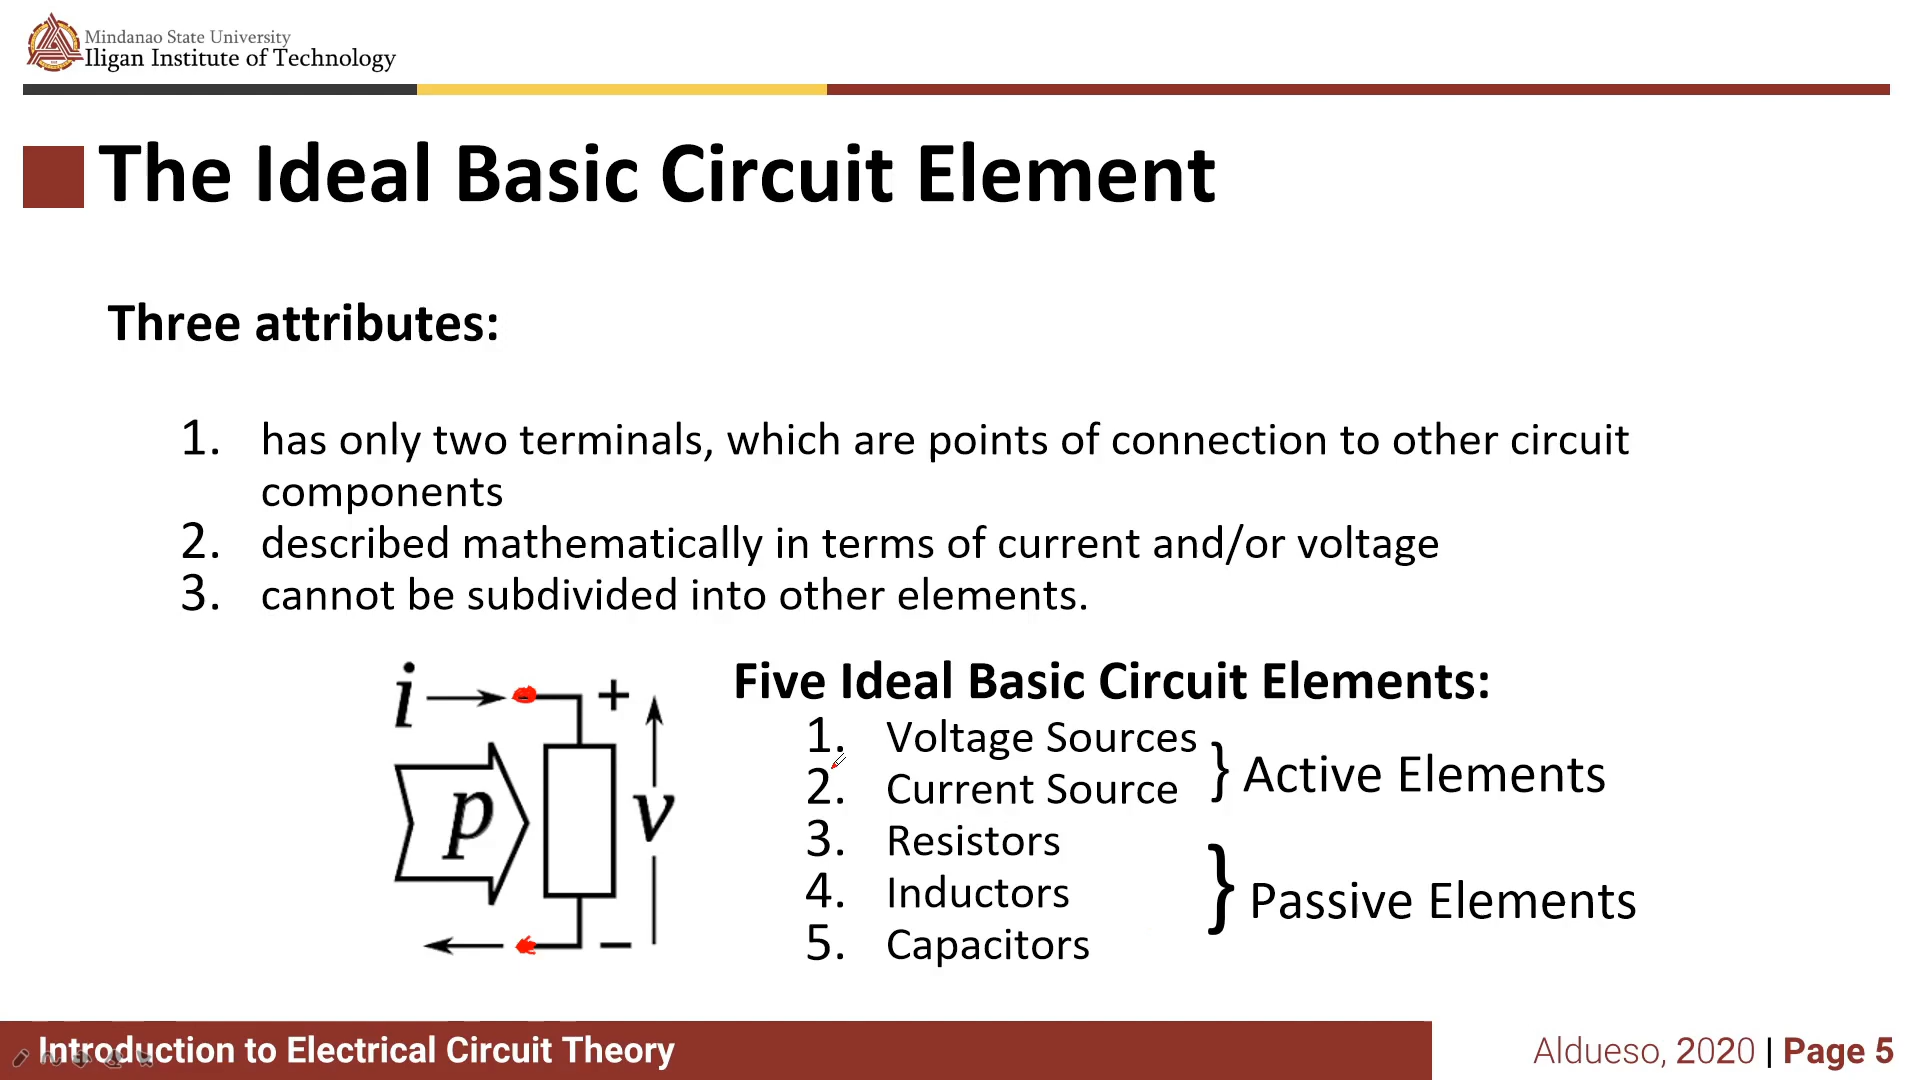 Mindanao State University
Iligan Institute of Technology
The Ideal Basic Circuit Element
Three attributes:
1. has only two terminals, which are points of connection to other circuit
components
2. described mathematically in terms of current and/or voltage
3. cannot be subdivided into other elements.
i
+
p
v
−
Five Ideal Basic Circuit Elements:
1. Voltage Sources
2. Current Source
} Active Elements
3. Resistors
4. Inductors
5. Capacitors
} Passive Elements
Introduction to Electrical Circuit Theory
Aldueso, 2020 | Page 5